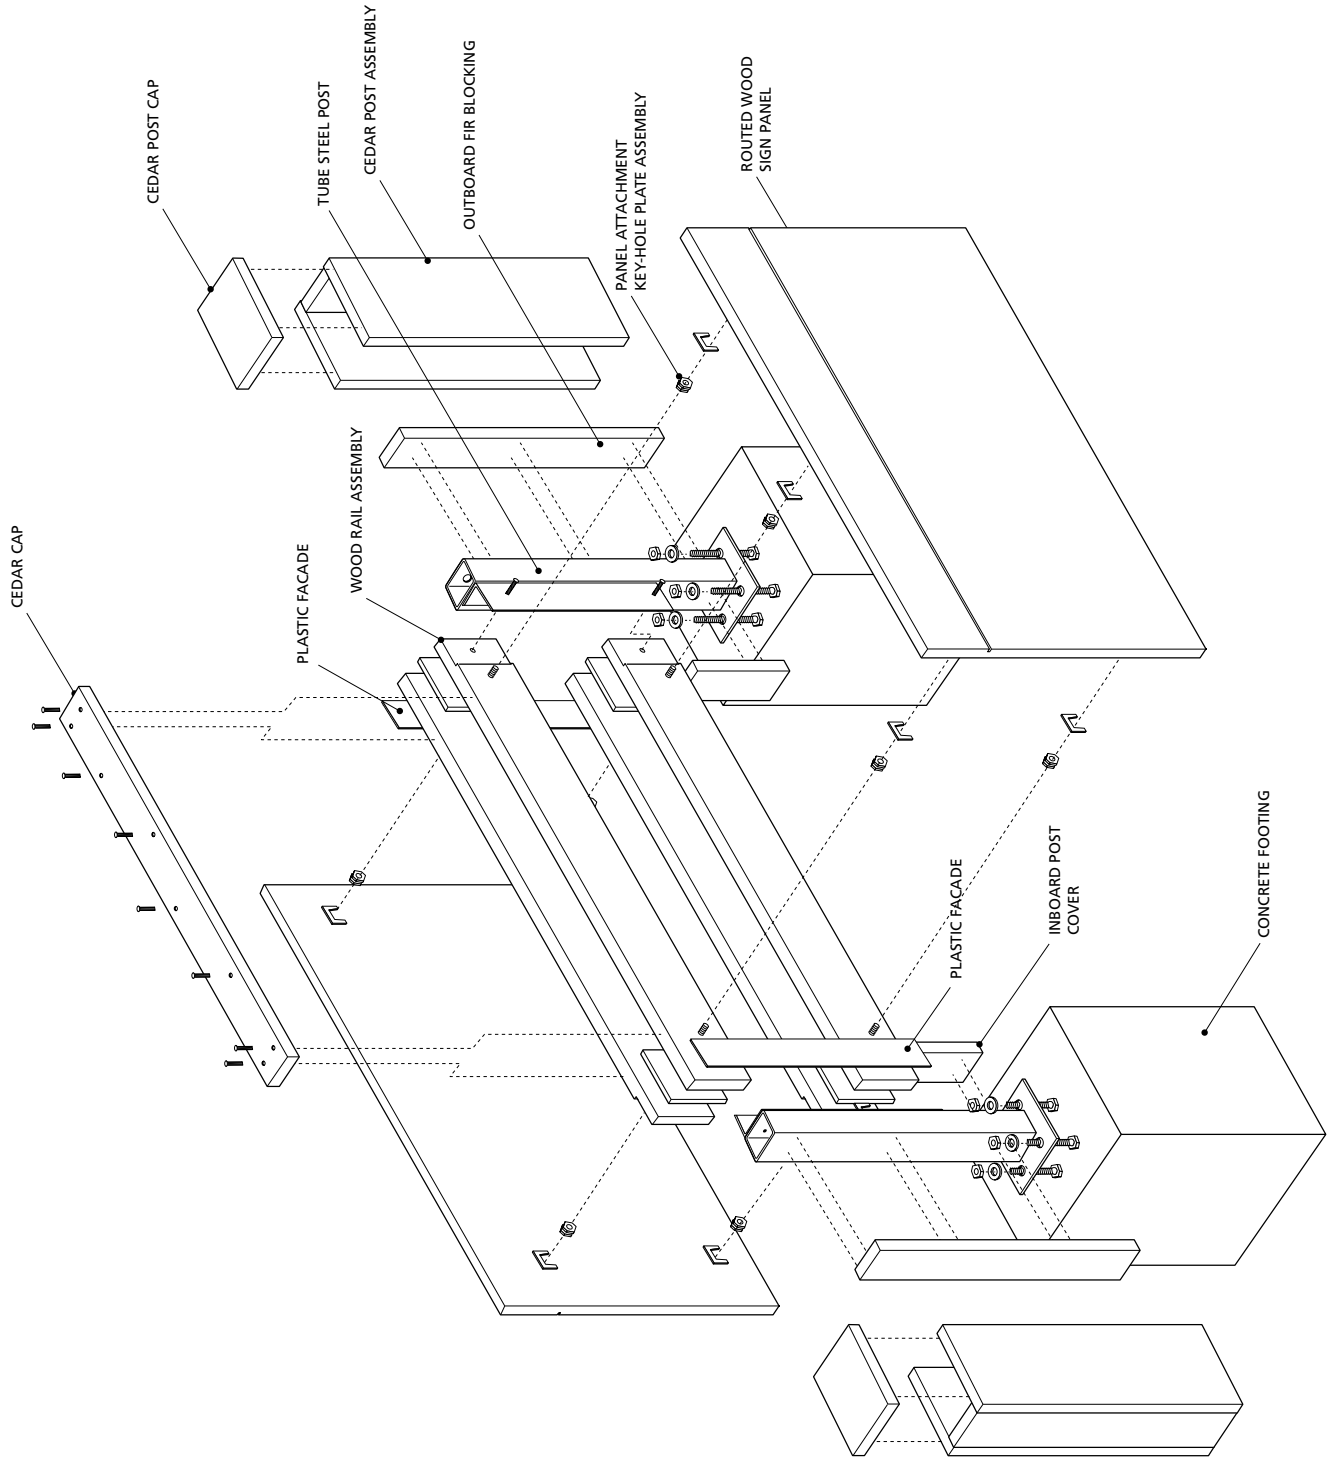 CEDAR CAP
CEDAR POST CAP
TUBE STEEL POST
CEDAR POST ASSEMBLY
OUTBOARD FIR BLOCKING
PANEL ATTACHMENT
KEY-HOLE PLATE ASSEMBLY
ROUTED WOOD
SIGN PANEL
WOOD RAIL ASSEMBLY
PLASTIC FACADE
PLASTIC FACADE
INBOARD POST
COVER
CONCRETE FOOTING